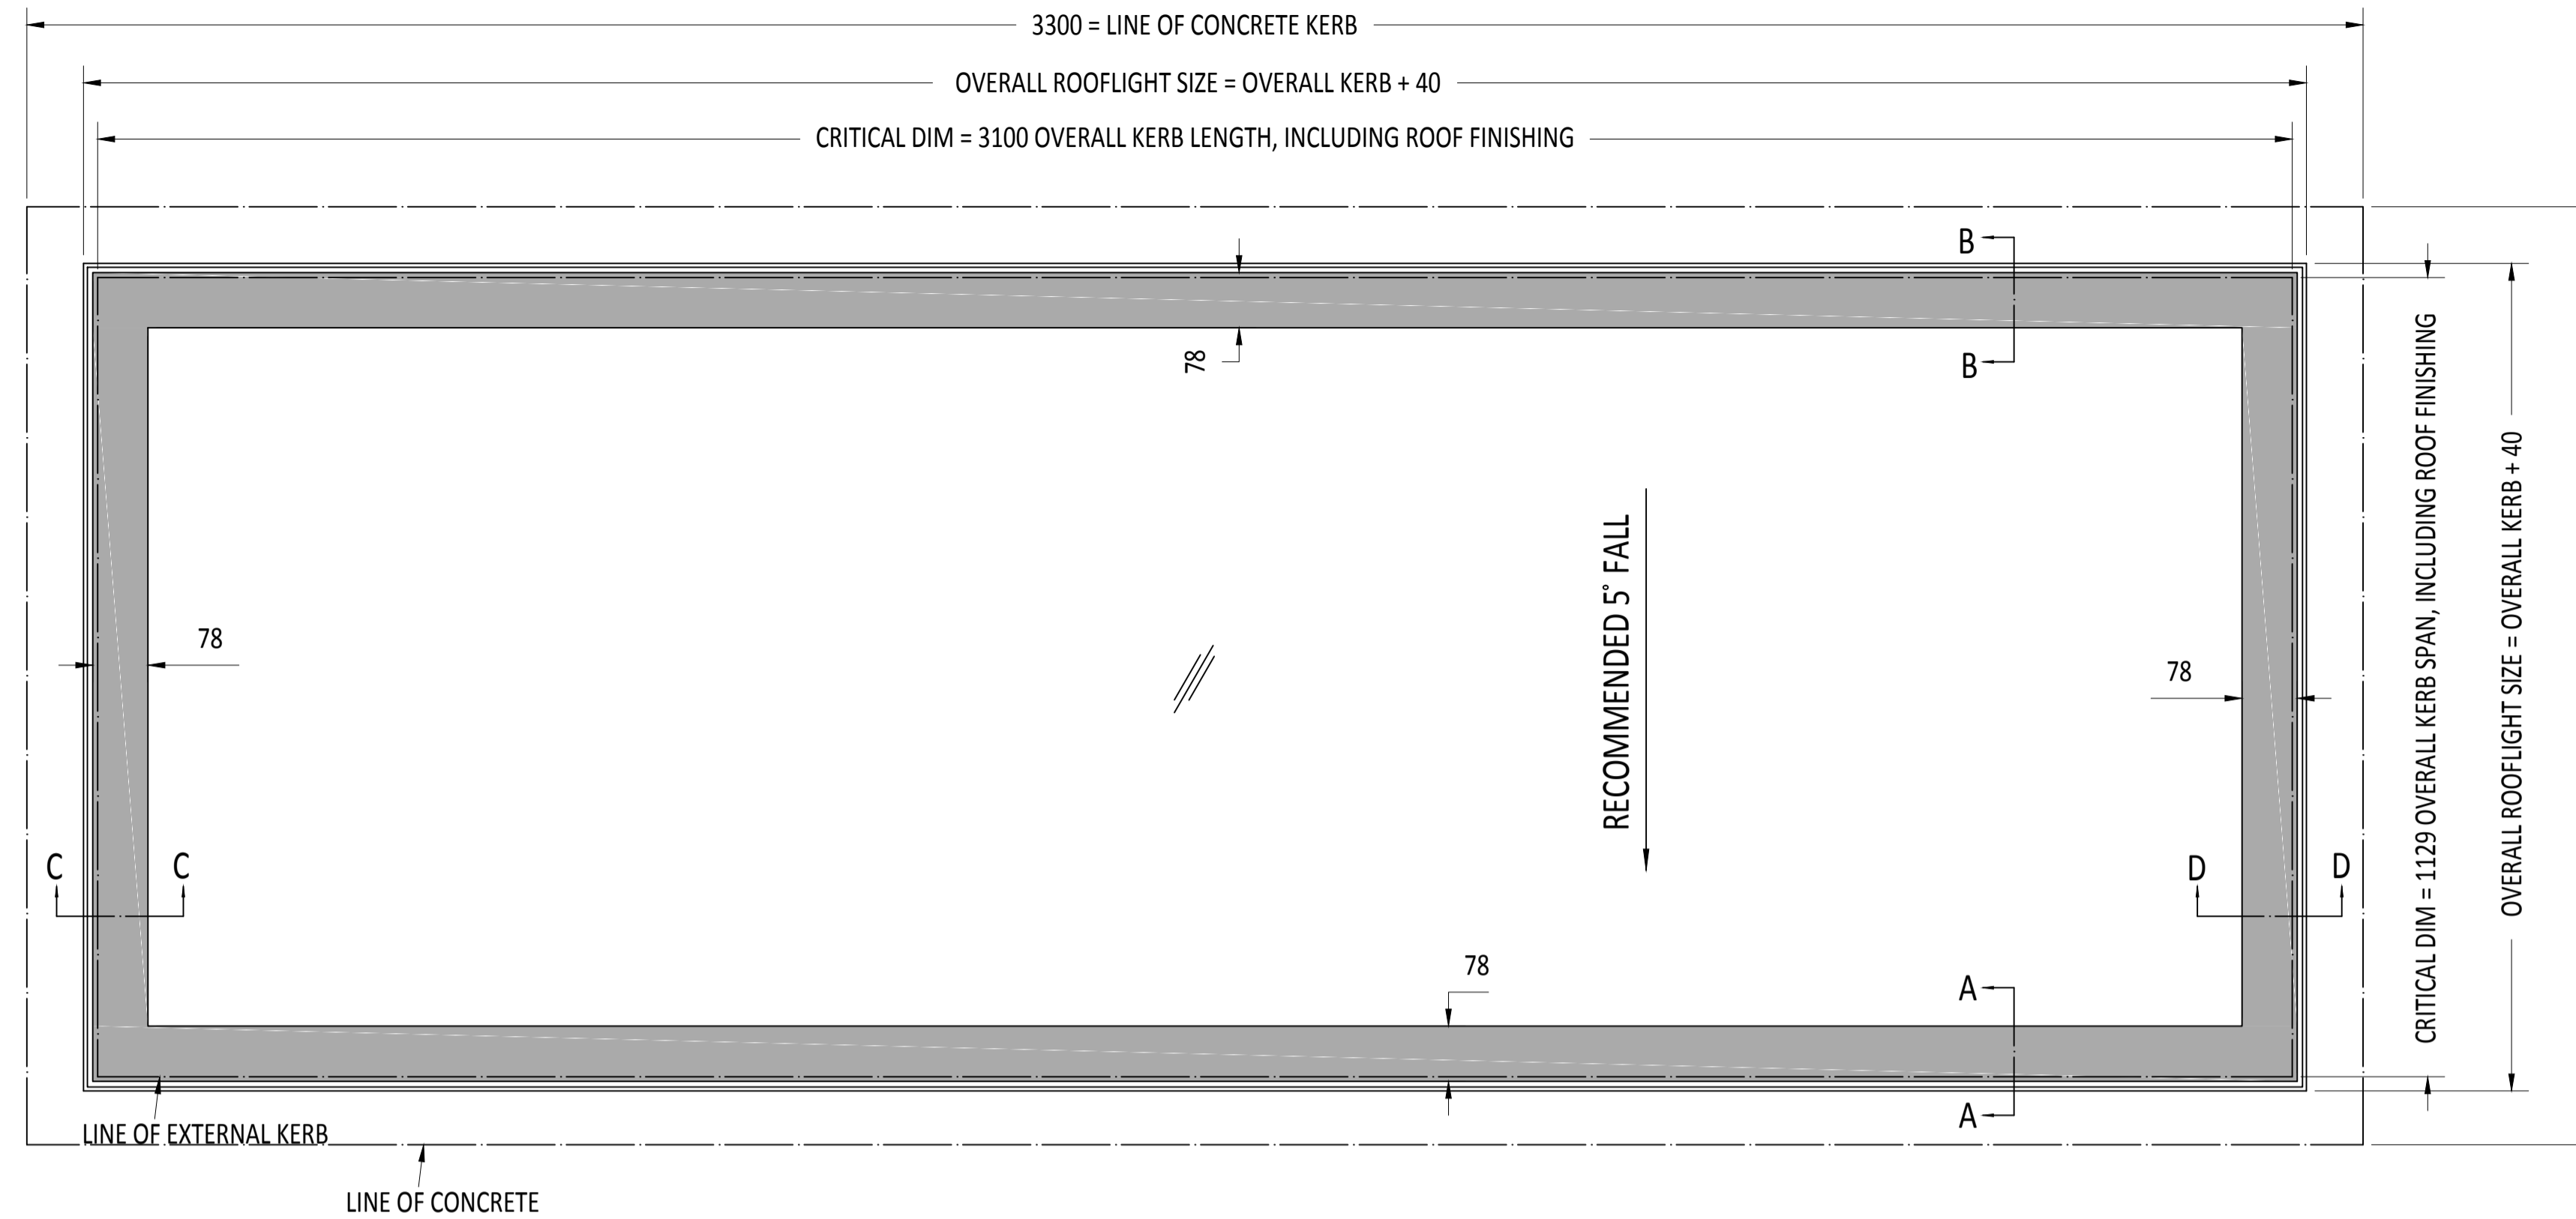 3300 = LINE OF CONCRETE KERB
OVERALL ROOFLIGHT SIZE = OVERALL KERB + 40
CRITICAL DIM = 3100 OVERALL KERB LENGTH, INCLUDING ROOF FINISHING
B
B
78
78
78
RECOMMENDED 5° FALL
CRITICAL DIM = 1129 OVERALL KERB SPAN, INCLUDING ROOF FINISHING
OVERALL ROOFLIGHT SIZE = OVERALL KERB + 40
C
C
D
D
78
A
A
LINE OF EXTERNAL KERB
LINE OF CONCRETE